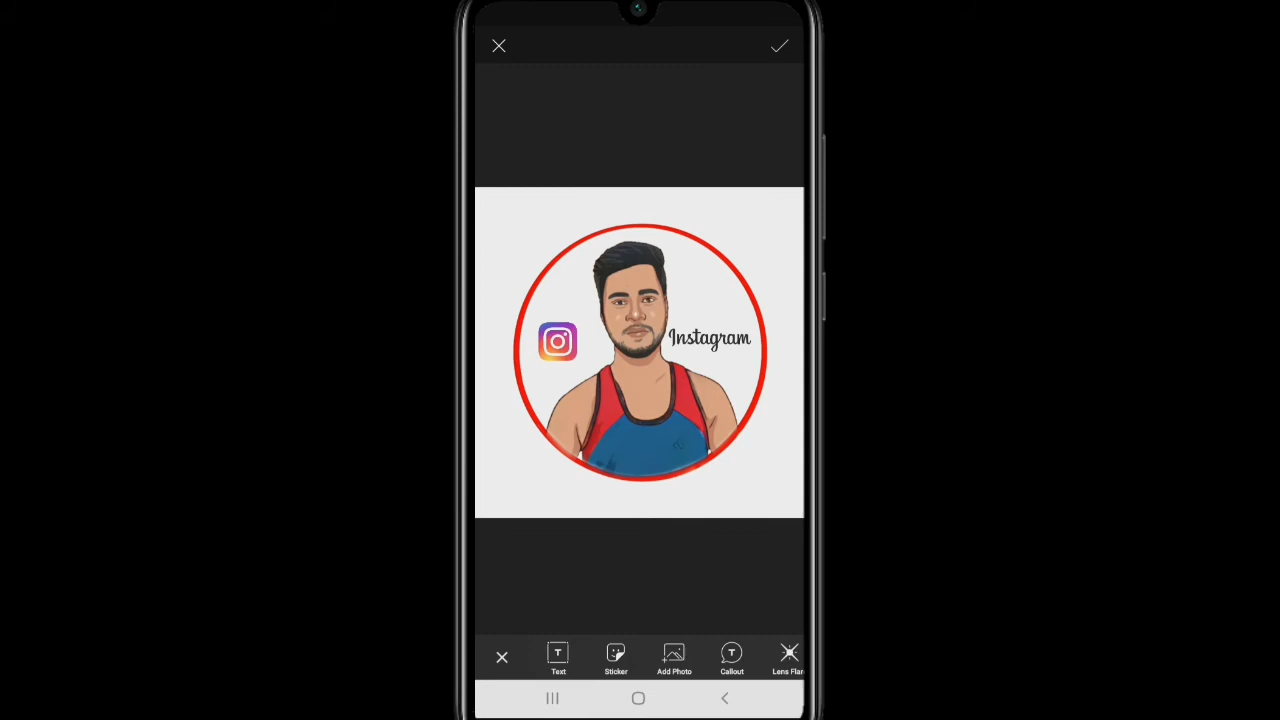 Instagram
Text
Sticker
Add Photo
Callout
Lens Flar